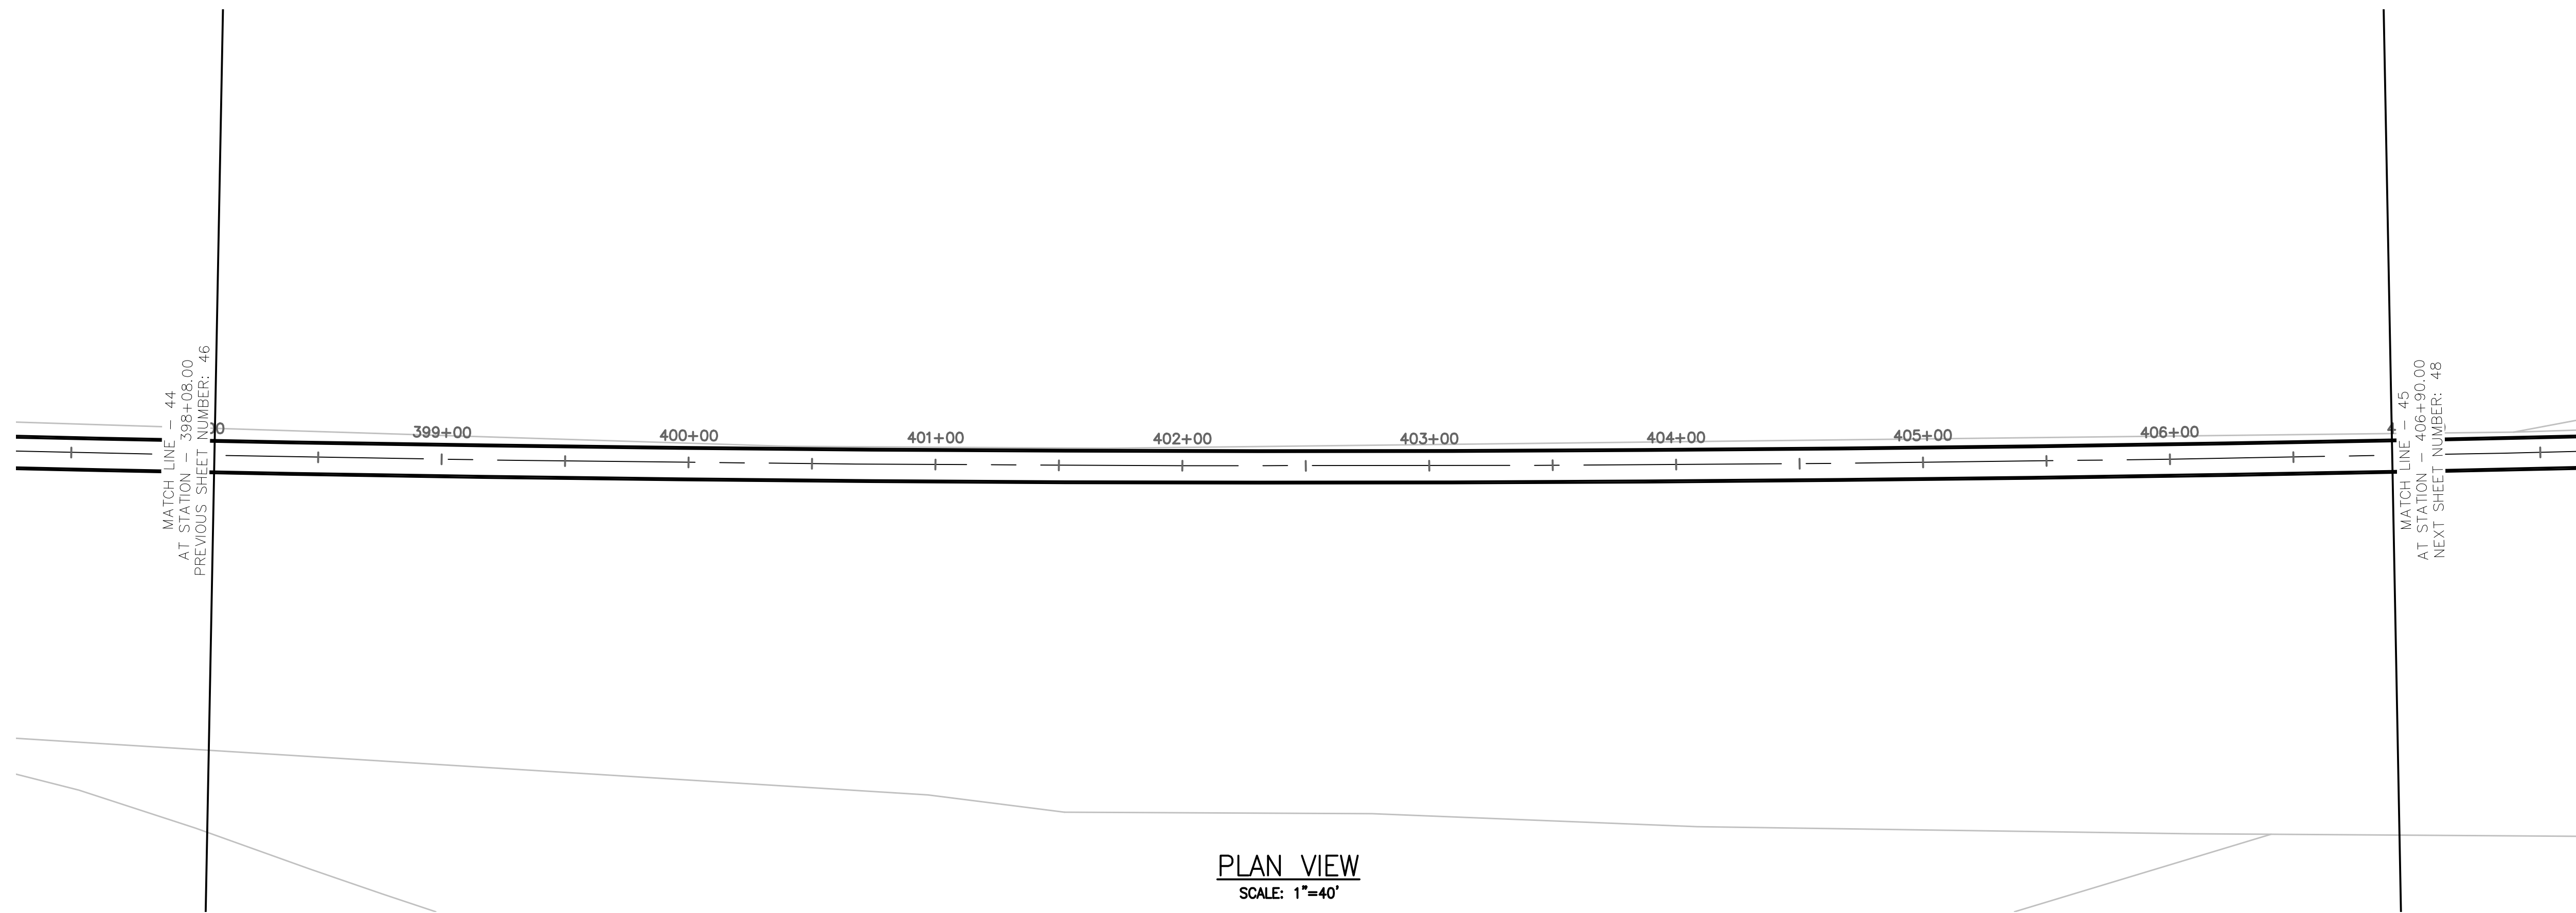 MATCH LINE - 44
AT STATION - 398+08.00
PREVIOUS SHEET NUMBER: 46
399+00
400+00
401+00
402+00
403+00
404+00
405+00
406+00
MATCH LINE - 45
AT STATION - 406+90.00
NEXT SHEET NUMBER: 48
PLAN VIEW
SCALE: 1"=40'